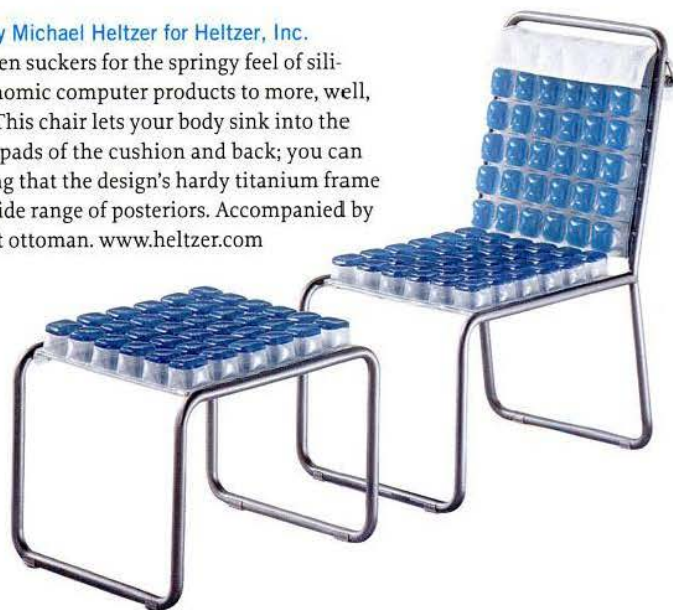 y Michael Heltzer for Heltzer, Inc.
en suckers for the springy feel of sili-
nomic computer products to more, well,
This chair lets your body sink into the
pads of the cushion and back; you can
ng that the design's hardy titanium frame
ide range of posteriors. Accompanied by
t ottoman. www.heltzer.com